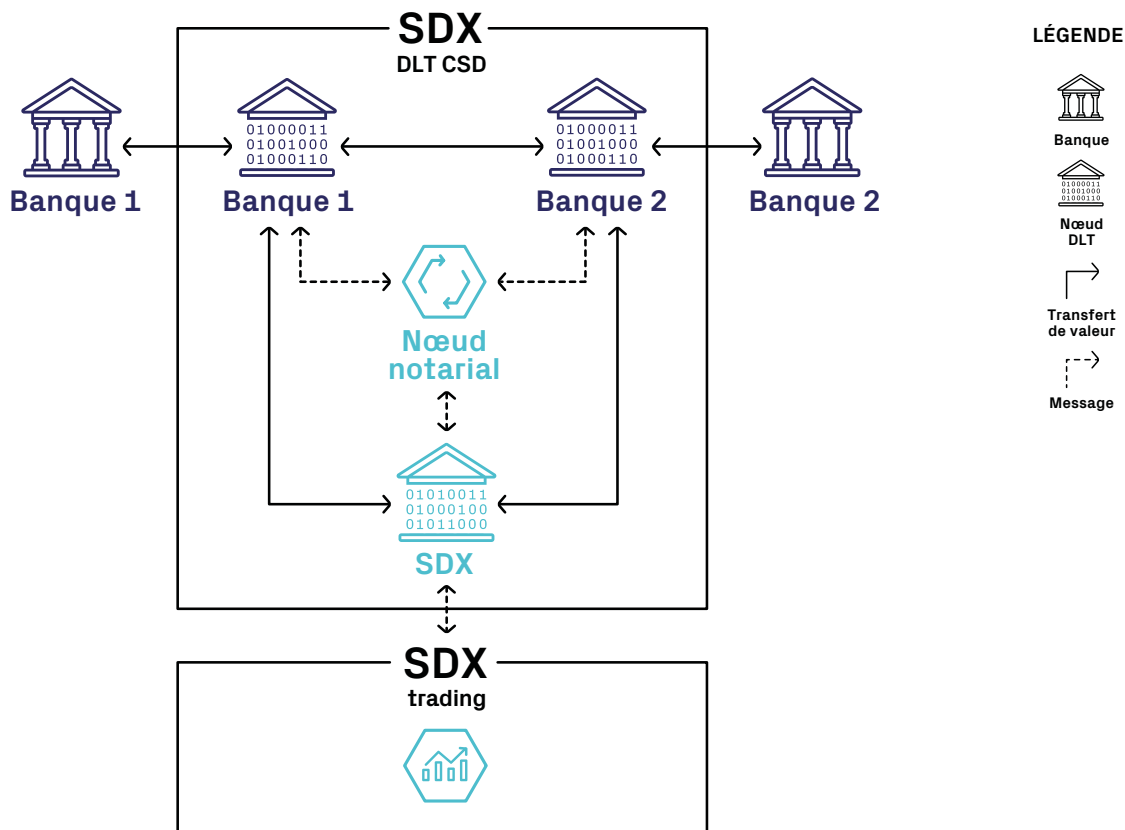 SDX
DLT CSD
LÉGENDE
01000011
01001000
01000110
01000011
01001000
01000110
Banque 1
Banque 1
Banque 2
Banque 2
Banque
01000011
01001000
01000110
Nœud
DLT
Nœud
notarial
Transfert
de valeur
Message
01010011
01000100
01011000
SDX
SDX
trading